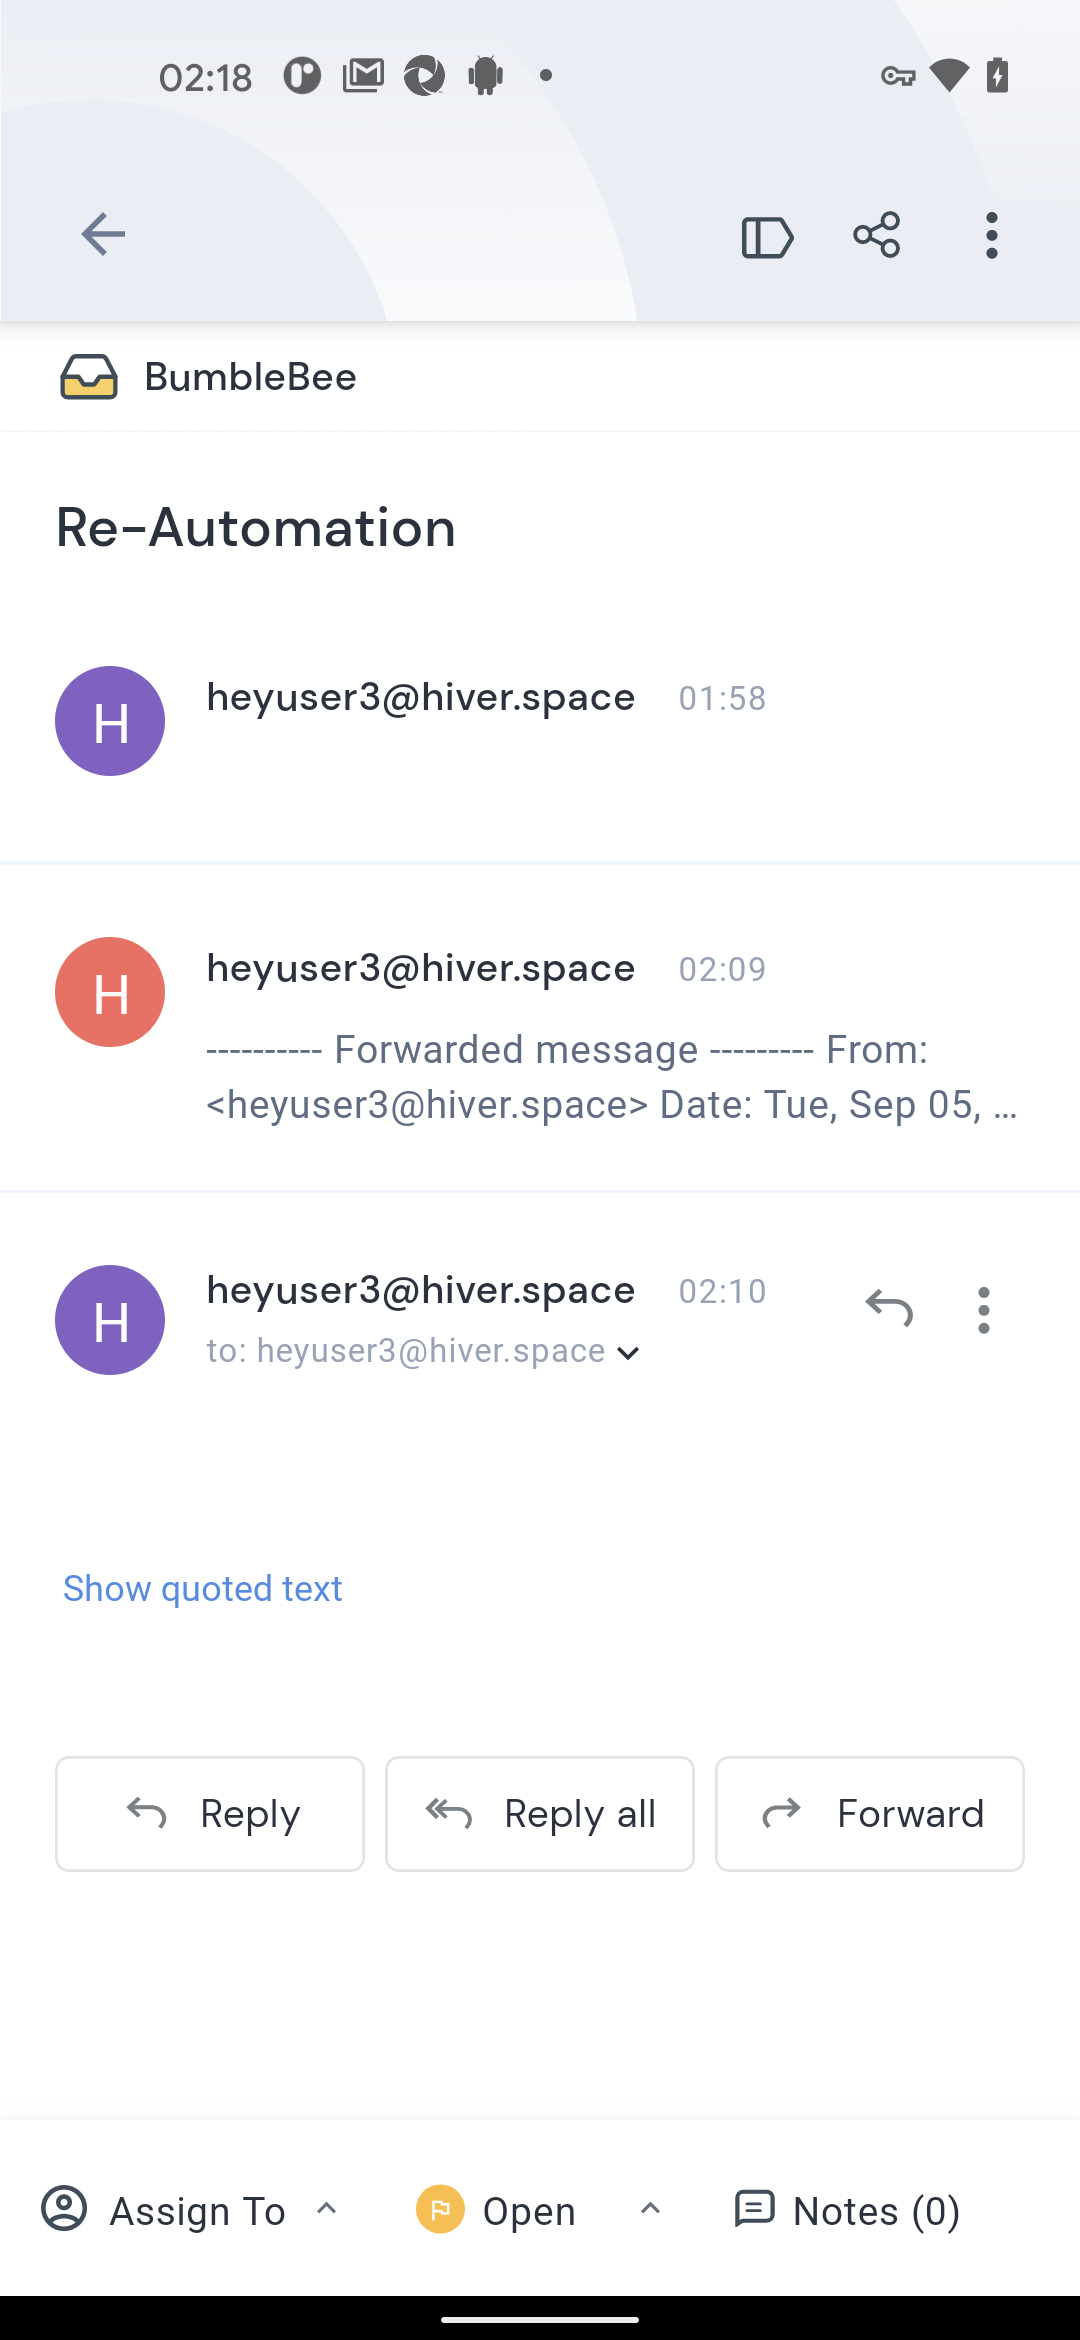 02:18
BumbleBee
Re-Automation
H
heyuser3@hiver.space 01:58
H
heyuser3@hiver.space 02:09
---------- Forwarded message --------- From:
<heyuser3@hiver.space> Date: Tue, Sep 05, …
H
heyuser3@hiver.space 02:10
to: heyuser3@hiver.space
Show quoted text
Reply Reply all Forward
Assign To Open Notes (0)